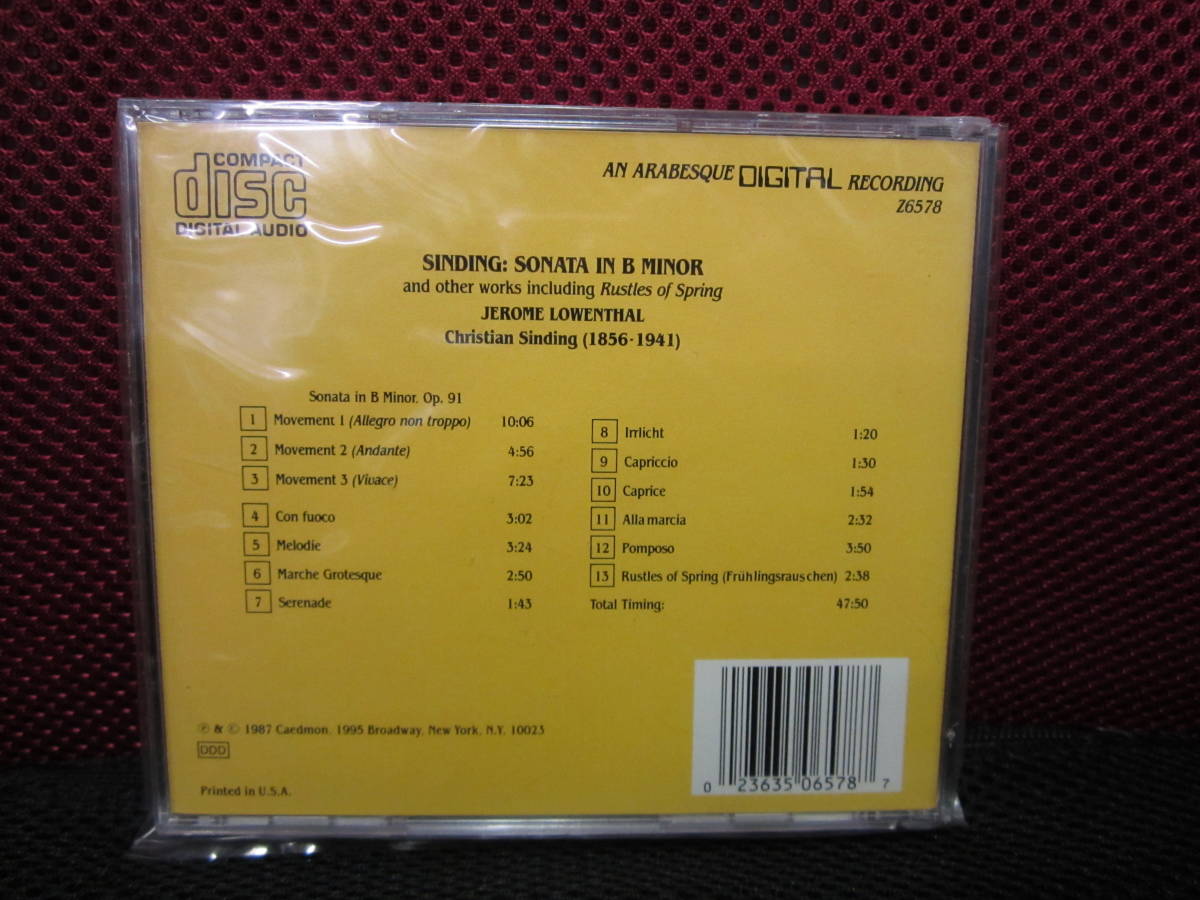 COMPACT
disc
DIGITAL AUDIO
AN ARABESQUE DIGITAL RECORDING
Z6578
SINDING: SONATA IN B MINOR
and other works including Rustles of Spring
JEROME LOWENTHAL
Christian Sinding (1856-1941)
Sonata in B Minor, Op. 91
1 Movement 1 (Allegro non troppo) 10:06
2 Movement 2 (Andante) 4:56
3 Movement 3 (Vivace) 7:23
4 Con fuoco 3:02
5 Melodie 3:24
6 Marche Grotesque 2:50
7 Serenade 1:43
8 Irrlicht 1:20
9 Capriccio 1:30
10 Caprice 1:54
11 Alla marcia 2:32
12 Pomposo 3:50
13 Rustles of Spring (Frühlingsrauschen) 2:38
Total Timing: 47:50
℗ & © 1987 Caedmon, 1995 Broadway, New York, N.Y. 10023
DDD
Printed in U.S.A.
0 23635 06578 7